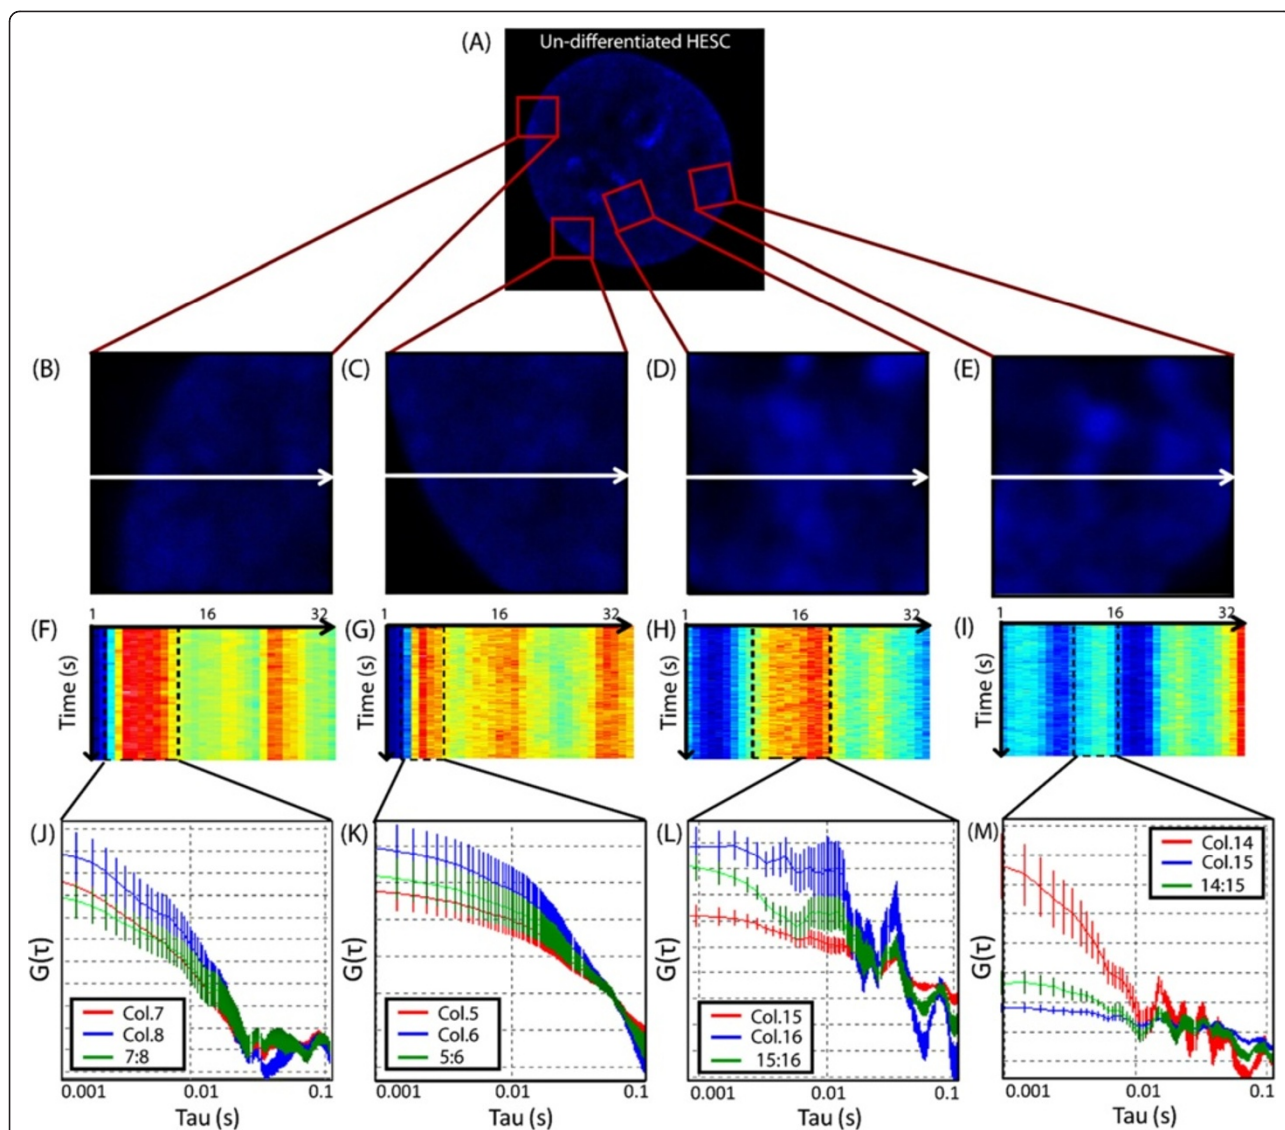 (A)
Un-differentiated HESC
(B)
(C)
(D)
(E)
1 16 32
1 16 32
1 16 32
1 16 32
(F)
(G)
(H)
(I)
Time (s)
Time (s)
Time (s)
Time (s)
(J)
G(τ)
Col.7
Col.8
7:8
0.001 0.01 0.1
Tau (s)
(K)
G(τ)
Col.5
Col.6
5:6
0.001 0.01 0.1
Tau (s)
(L)
G(τ)
Col.15
Col.16
15:16
0.001 0.01 0.1
Tau (s)
(M)
G(τ)
Col.14
Col.15
14:15
0.001 0.01 0.1
Tau (s)